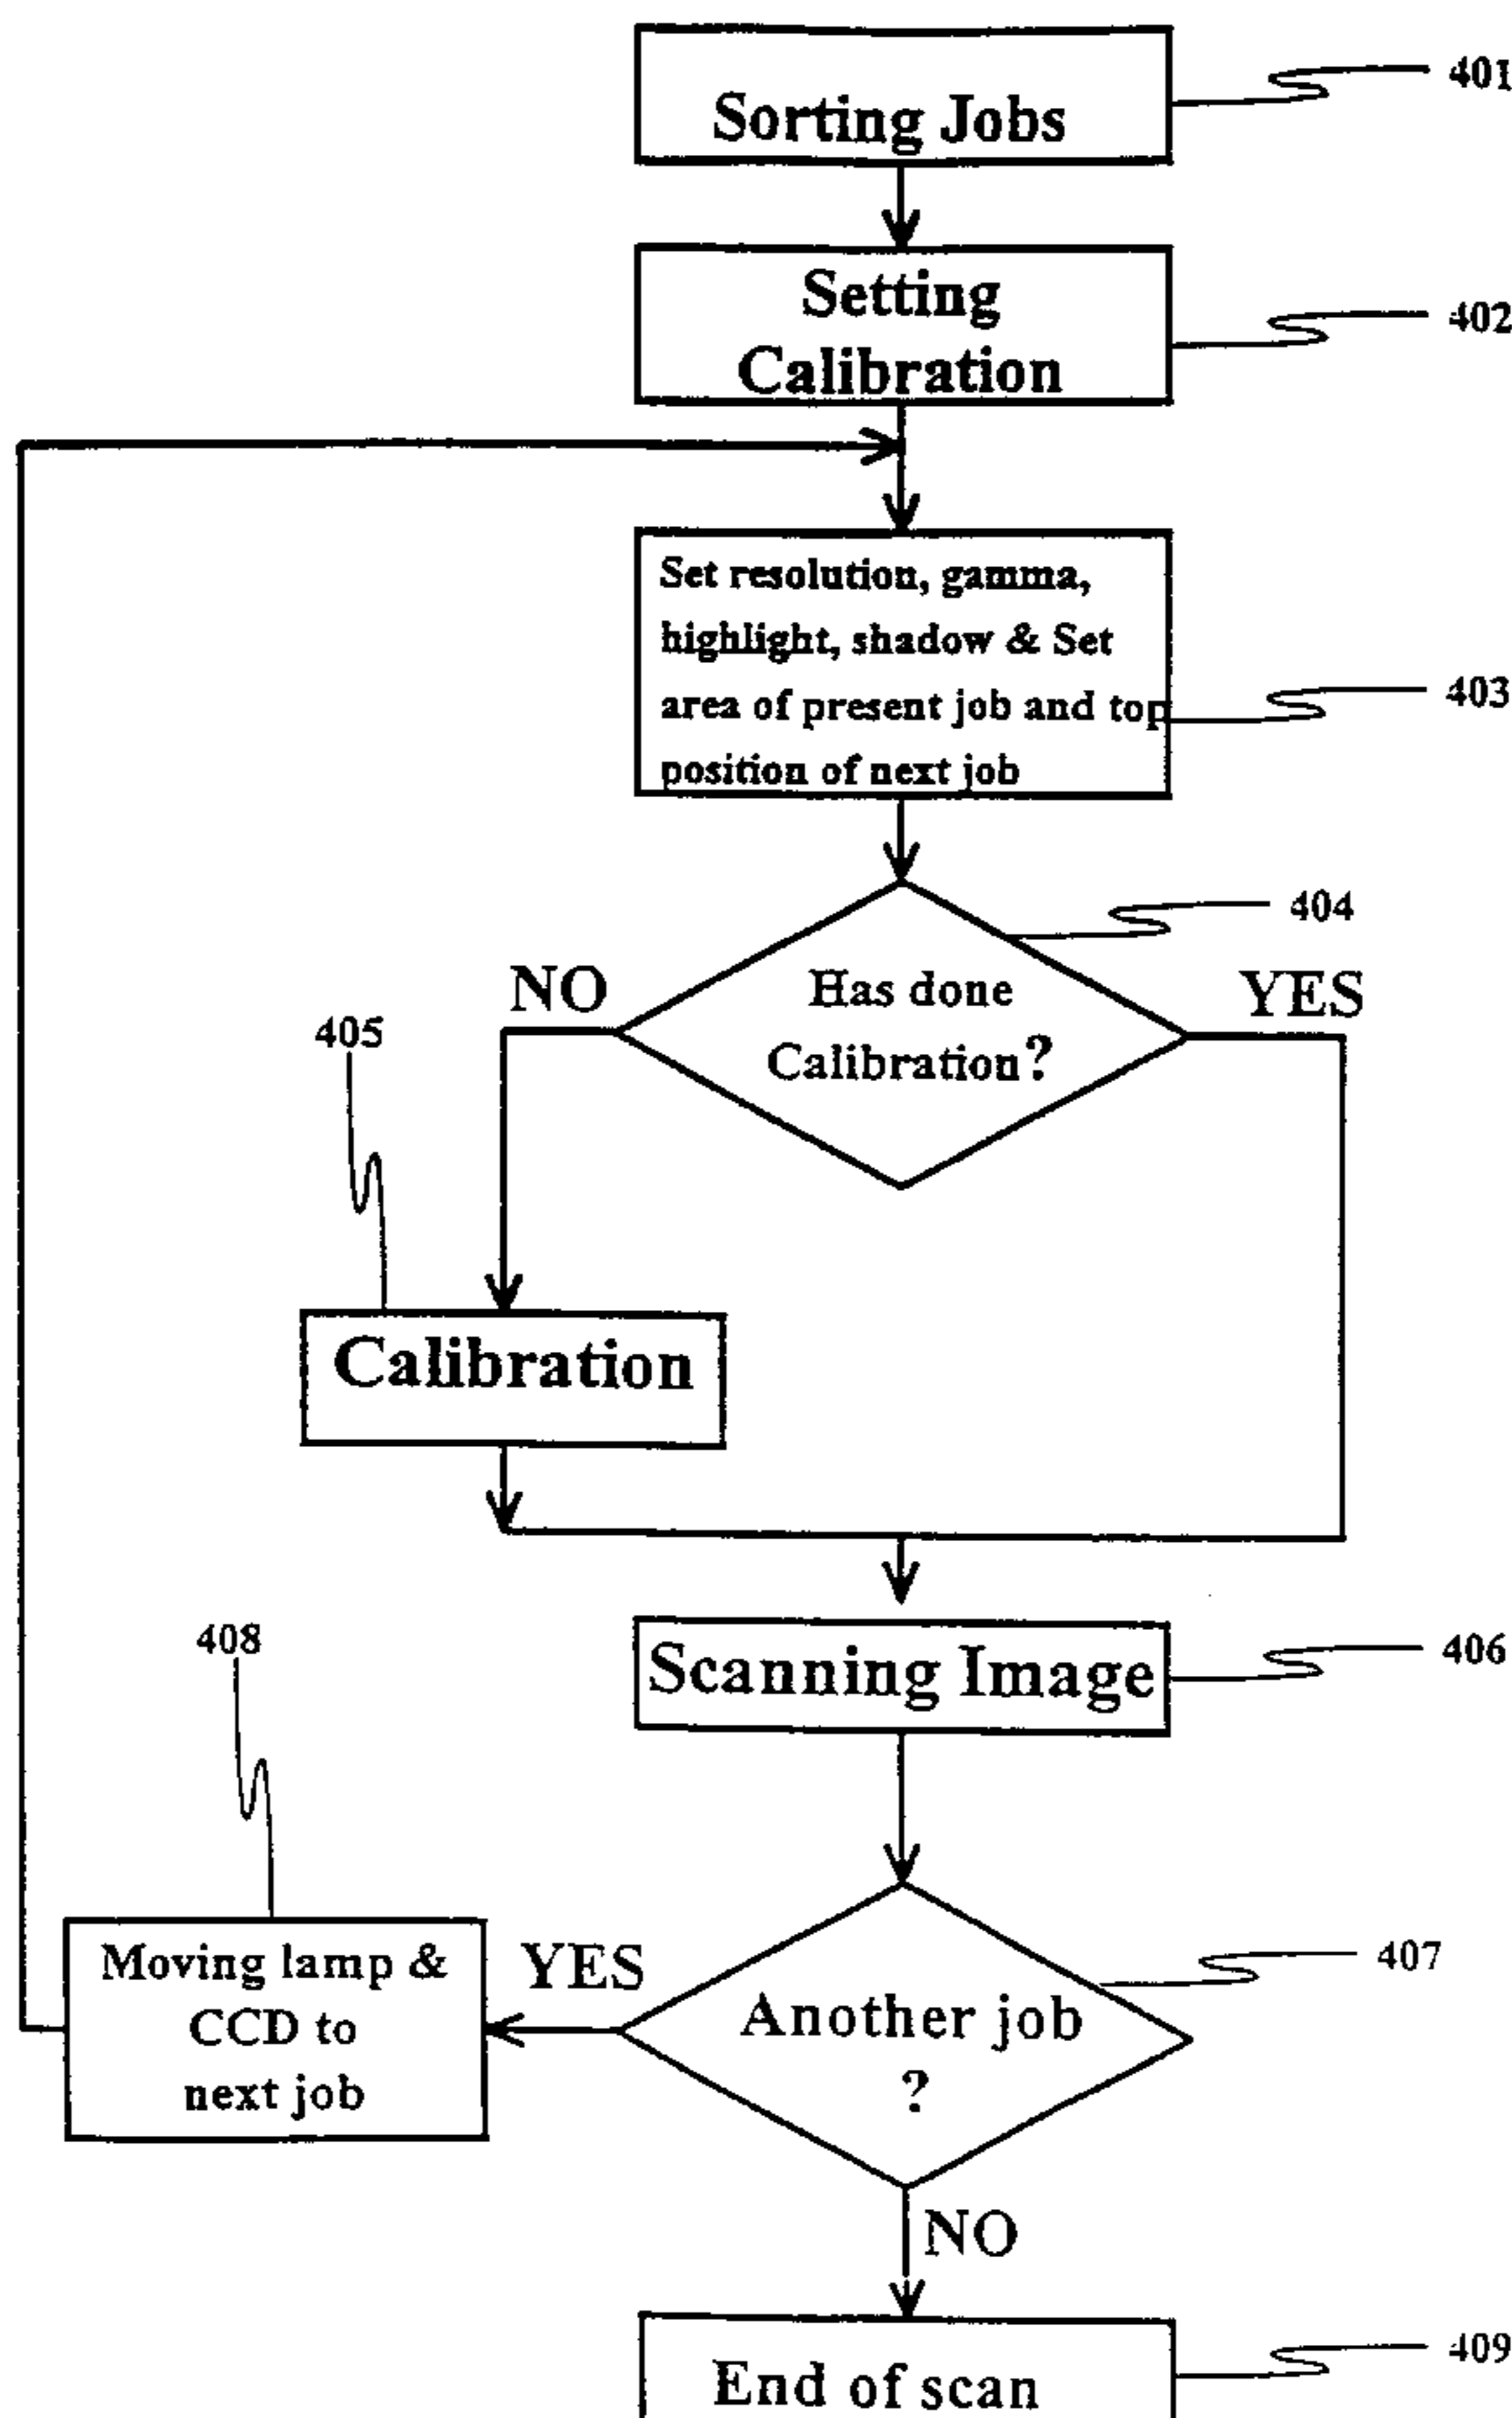 Sorting Jobs
401
Setting
Calibration
402
Set resolution, gamma,
highlight, shadow & Set
area of present job and top
position of next job
403
404
NO
Has done
Calibration?
YES
405
Calibration
Scanning Image
406
408
Moving lamp &
CCD to
next job
YES
Another job
?
407
NO
End of scan
409